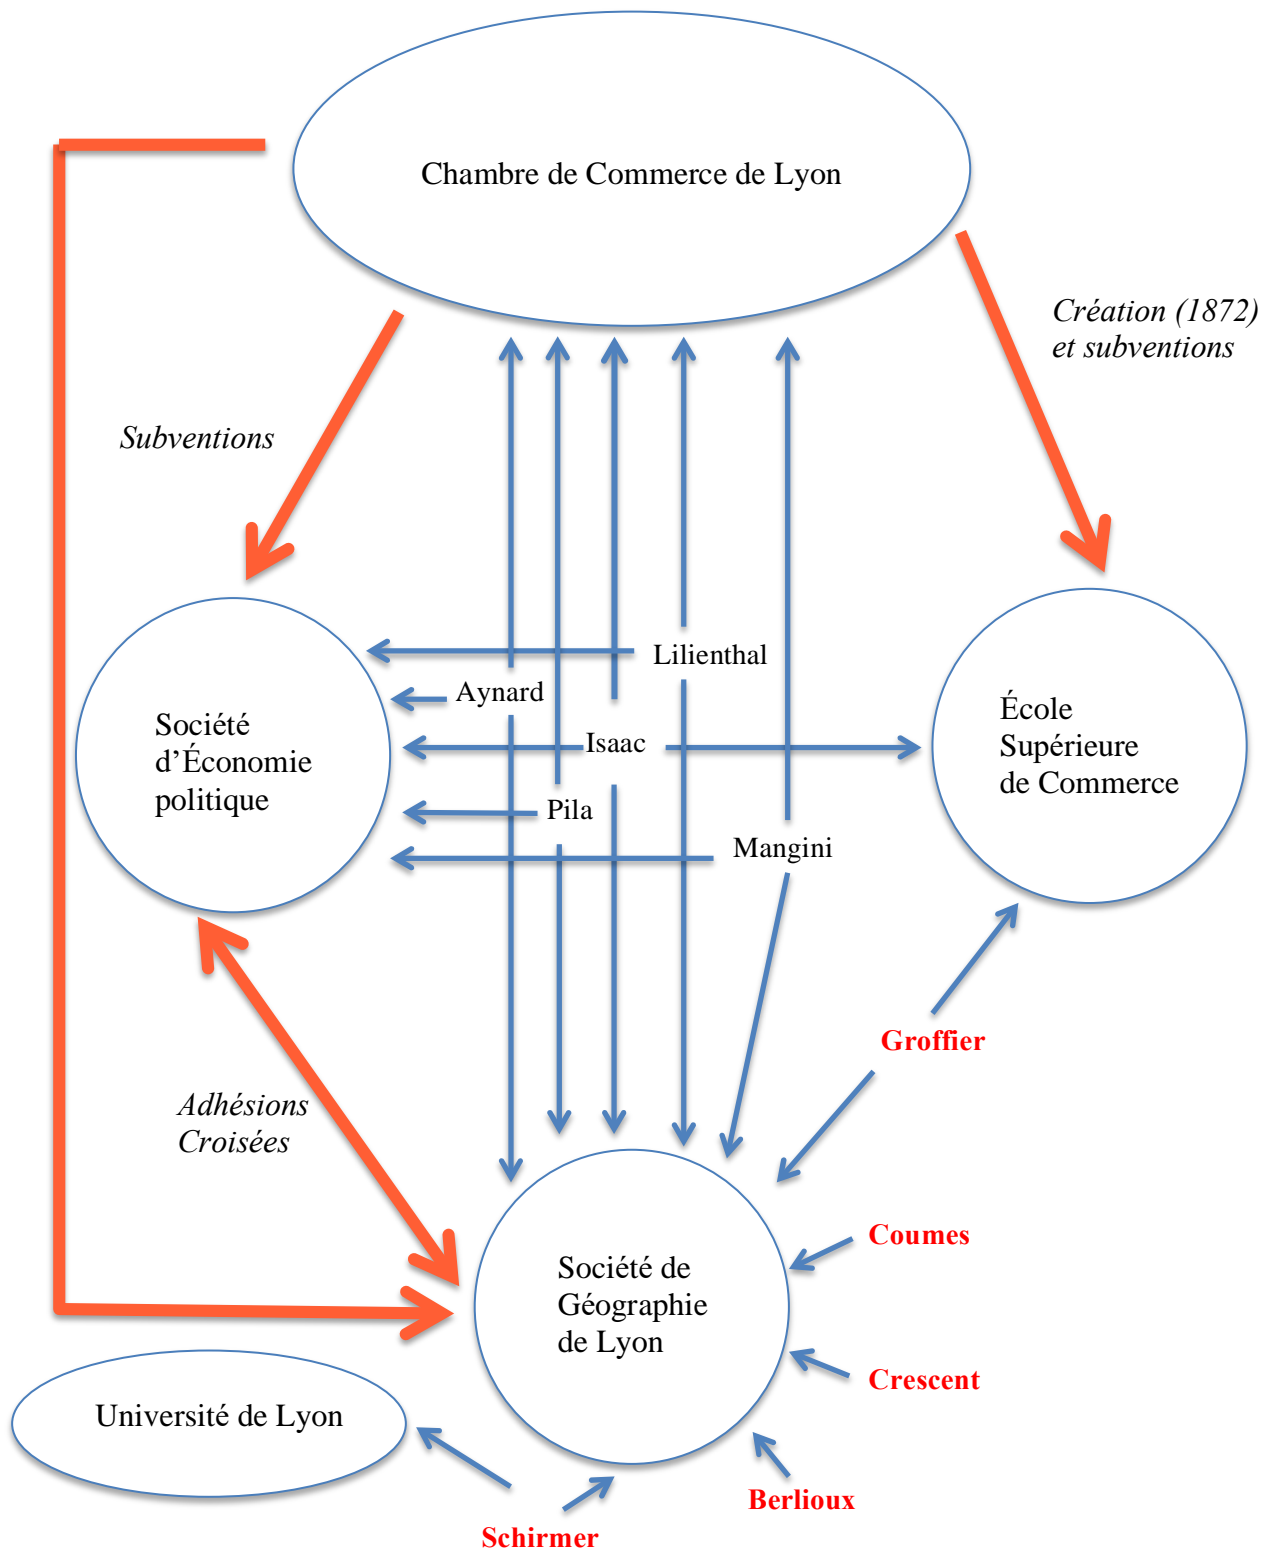 Chambre de Commerce de Lyon
Création (1872)
et subventions
Subventions
Lilienthal
Aynard
Société
d’Économie
politique
Isaac
École
Supérieure
de Commerce
Pila
Mangini
Groffier
Adhésions
Croisées
Coumes
Société de
Géographie
de Lyon
Crescent
Université de Lyon
Berlioux
Schirmer